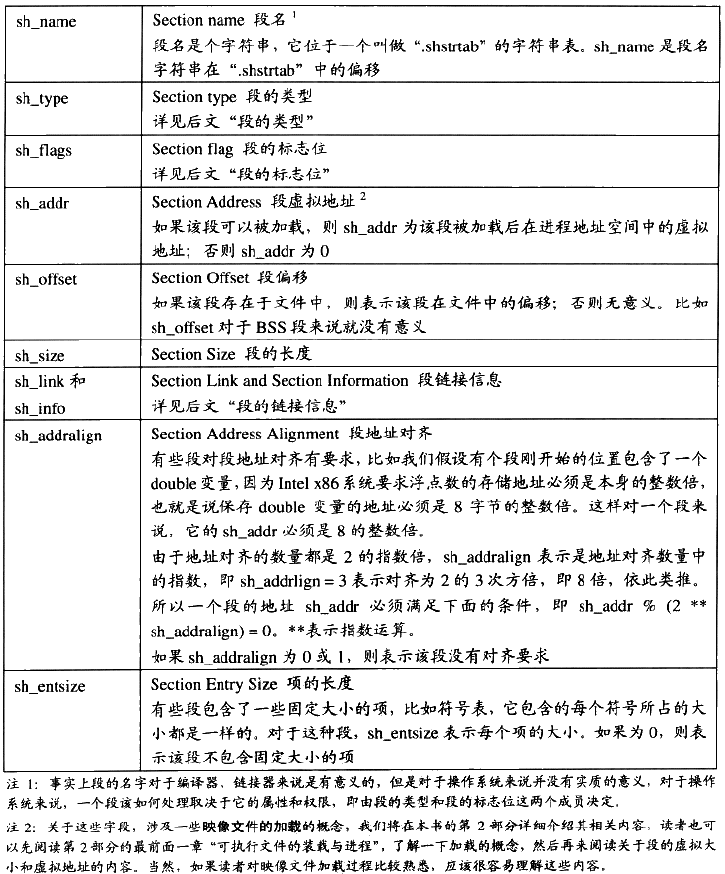 sh_name
Section name 段名 1
段名是个字符串，它位于一个叫做 “.shstrtab” 的字符串表。sh_name 是段名
字符串在 “.shstrtab” 中的偏移
sh_type
Section type 段的类型
详见后文 “段的类型”
sh_flags
Section flag 段的标志位
详见后文 “段的标志位”
sh_addr
Section Address 段虚拟地址 2
如果该段可以被加载，则 sh_addr 为该段被加载后在进程地址空间中的虚拟
地址；否则 sh_addr 为 0
sh_offset
Section Offset 段偏移
如果该段存在于文件中，则表示该段在文件中的偏移；否则无意义。比如
sh_offset 对于 BSS 段来说就没有意义
sh_size
Section Size 段的长度
sh_link 和
sh_info
Section Link and Section Information 段链接信息
详见后文 “段的链接信息”
sh_addralign
Section Address Alignment 段地址对齐
有些段对段地址对齐有要求，比如我们假设有个段刚开始的位置包含了一个
double 变量，因为 Intel x86 系统要求浮点数的存储地址必须是本身的整数倍，
也就是说保存 double 变量的地址必须是 8 字节的整数倍。这样对一个段来
说，它的 sh_addr 必须是 8 的整数倍。
由于地址对齐的数量都是 2 的指数倍，sh_addralign 表示是地址对齐数量中
的指数，即 sh_addrlign = 3 表示对齐为 2 的 3 次方倍，即 8 倍，依此类推。
所以一个段的地址 sh_addr 必须满足下面的条件，即 sh_addr % (2 **
sh_addralign) = 0。**表示指数运算。
如果 sh_addralign 为 0 或 1，则表示该段没有对齐要求
sh_entsize
Section Entry Size 项的长度
有些段包含了一些固定大小的项，比如符号表，它包含的每个符号所占的大
小都是一样的。对于这种段，sh_entsize 表示每个项的大小。如果为 0，则表
示该段不包含固定大小的项
注 1：事实上段的名字对于编译器、链接器来说是有意义的，但是对于操作系统来说并没有实质的意义，对于操作
系统来说，一个段该如何处理取决于它的属性和权限，即由段的类型和段的标志位这两个成员决定。
注 2：关于这些字段，涉及一些映像文件的加载的概念，我们将在本书的第 2 部分详细介绍其相关内容，读者也可
以先阅读第 2 部分的最前面一章 “可执行文件的装载与进程”，了解一下加载的概念，然后再来阅读关于段的虚拟大
小和虚拟地址的内容。当然，如果读者对映像文件加载过程比较熟悉，应该很容易理解这些内容。